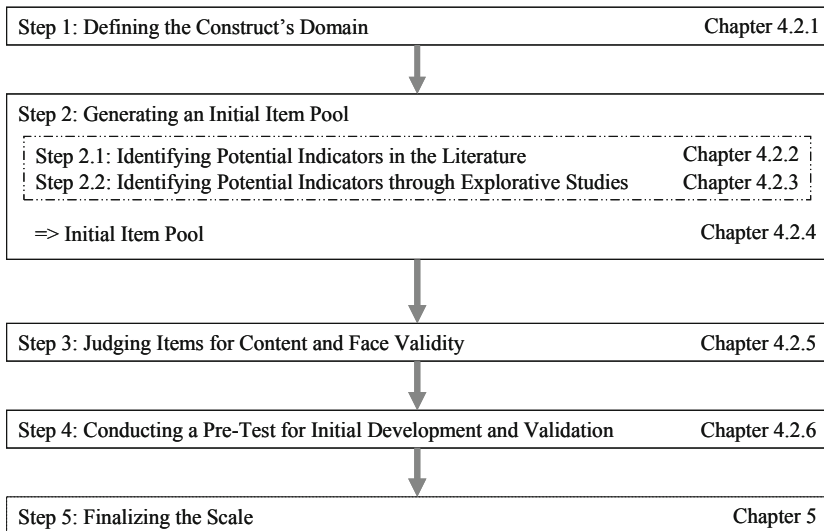 Step 1: Defining the Construct's Domain Chapter 4.2.1
Step 2: Generating an Initial Item Pool
Step 2.1: Identifying Potential Indicators in the Literature Chapter 4.2.2
Step 2.2: Identifying Potential Indicators through Explorative Studies Chapter 4.2.3
=> Initial Item Pool Chapter 4.2.4
Step 3: Judging Items for Content and Face Validity Chapter 4.2.5
Step 4: Conducting a Pre-Test for Initial Development and Validation Chapter 4.2.6
Step 5: Finalizing the Scale Chapter 5